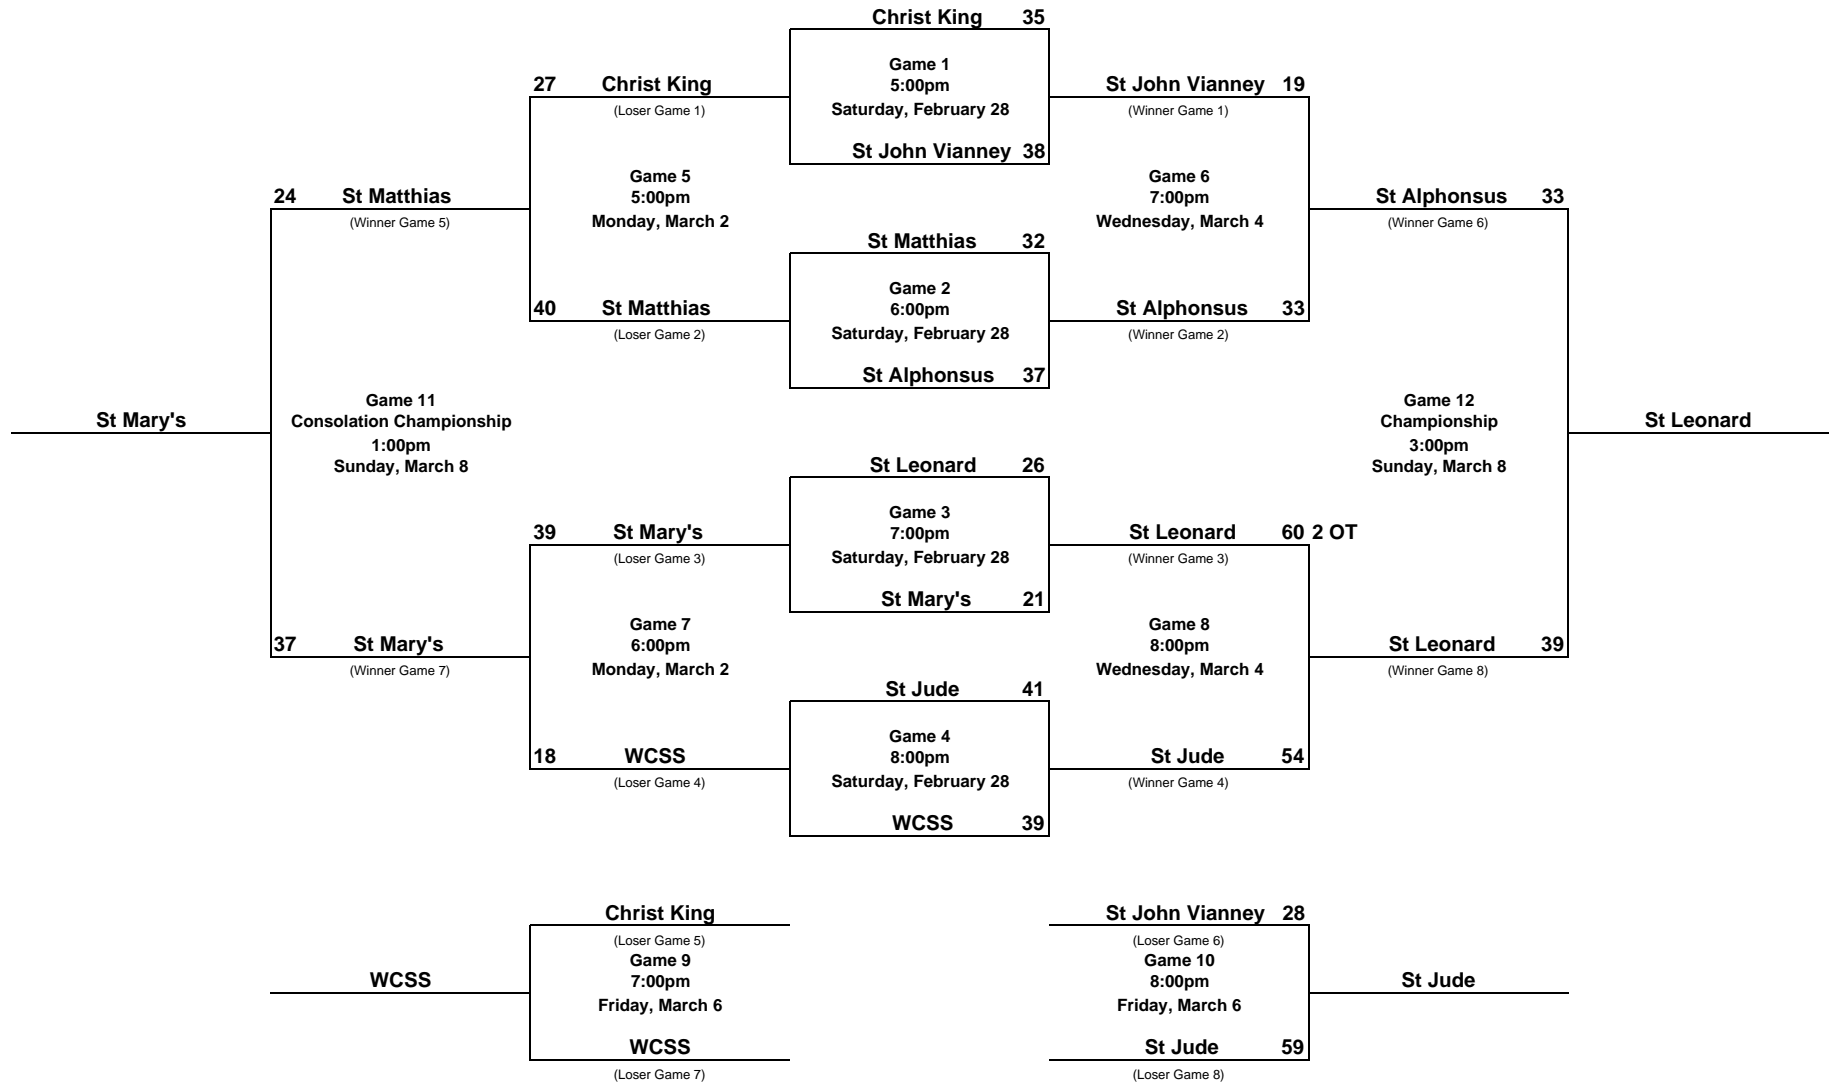 Christ King 35
Game 1
5:00pm
Saturday, February 28
St John Vianney 38
27 Christ King
(Loser Game 1)
St John Vianney 19
(Winner Game 1)
Game 5
5:00pm
Monday, March 2
Game 6
7:00pm
Wednesday, March 4
24 St Matthias
(Winner Game 5)
St Alphonsus 33
(Winner Game 6)
St Matthias 32
Game 2
6:00pm
Saturday, February 28
St Alphonsus 37
40 St Matthias
(Loser Game 2)
St Alphonsus 33
(Winner Game 2)
St Mary's
Game 11
Consolation Championship
1:00pm
Sunday, March 8
Game 12
Championship
3:00pm
Sunday, March 8
St Leonard
St Leonard 26
Game 3
7:00pm
Saturday, February 28
St Mary's 21
39 St Mary's
(Loser Game 3)
St Leonard 60 2 OT
(Winner Game 3)
Game 7
6:00pm
Monday, March 2
Game 8
8:00pm
Wednesday, March 4
37 St Mary's
(Winner Game 7)
St Leonard 39
(Winner Game 8)
St Jude 41
Game 4
8:00pm
Saturday, February 28
WCSS 39
18 WCSS
(Loser Game 4)
St Jude 54
(Winner Game 4)
Christ King
(Loser Game 5)
Game 9
7:00pm
Friday, March 6
WCSS
WCSS
(Loser Game 7)
St John Vianney 28
(Loser Game 6)
Game 10
8:00pm
Friday, March 6
St Jude
St Jude 59
(Loser Game 8)